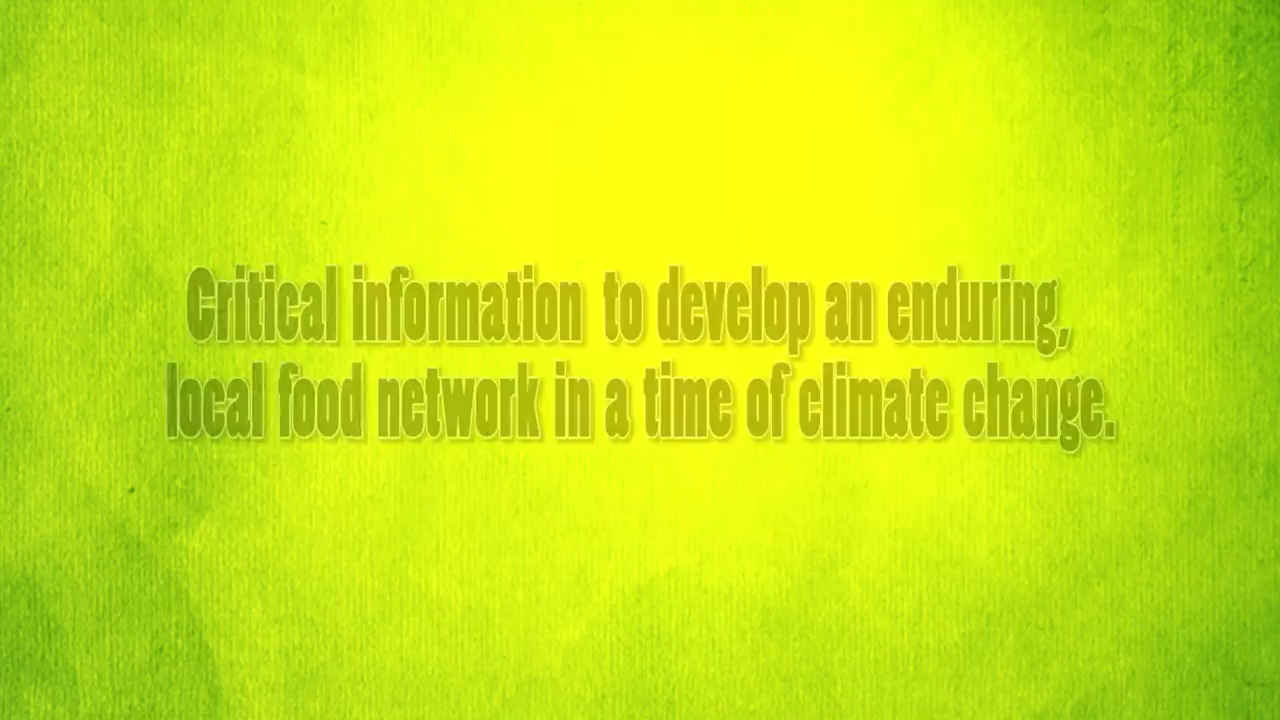 Critical information to develop an enduring,
local food network in a time of climate change.